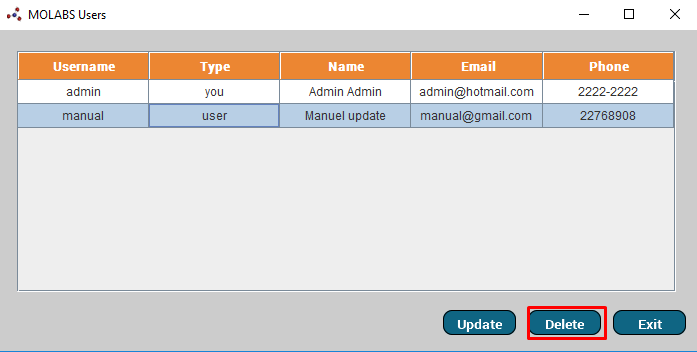 MOLABS Users
Username Type Name Email Phone
admin you Admin Admin admin@hotmail.com 2222-2222
manual user Manuel update manual@gmail.com 22768908
Update Delete Exit